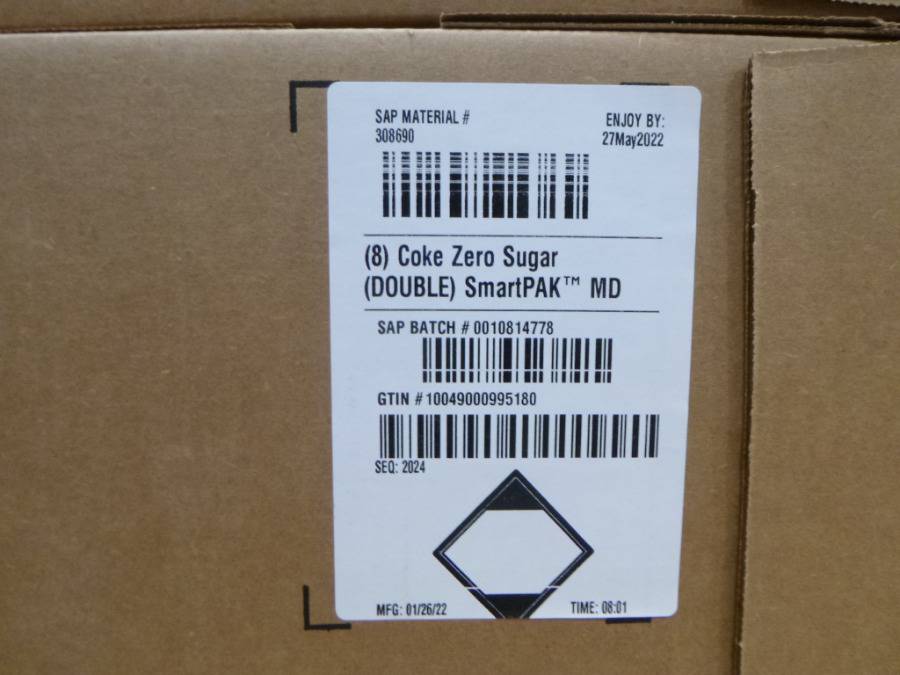 SAP MATERIAL #
308690
ENJOY BY:
27May2022
(8) Coke Zero Sugar
(DOUBLE) SmartPAK™ MD
SAP BATCH # 0010814778
GTIN # 10049000995180
SEQ: 2024
MFG: 01/26/22
TIME: 08:01